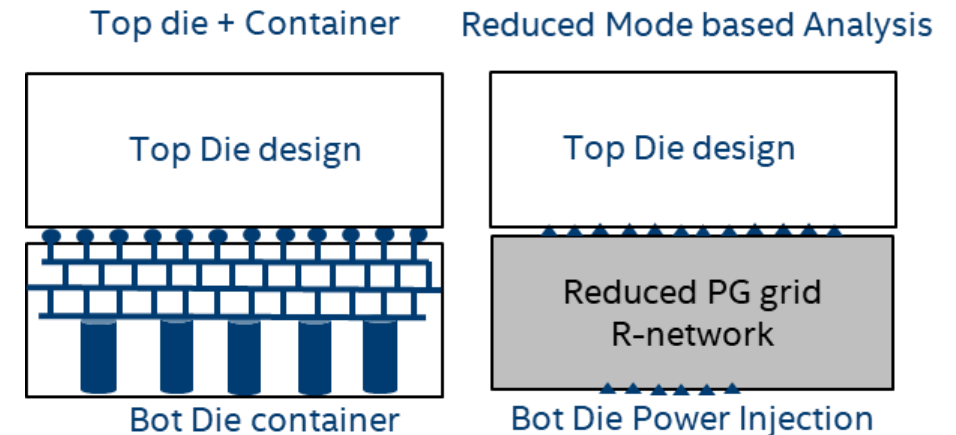 Top die + Container
Reduced Mode based Analysis
Top Die design
Top Die design
Reduced PG grid
R-network
Bot Die container
Bot Die Power Injection